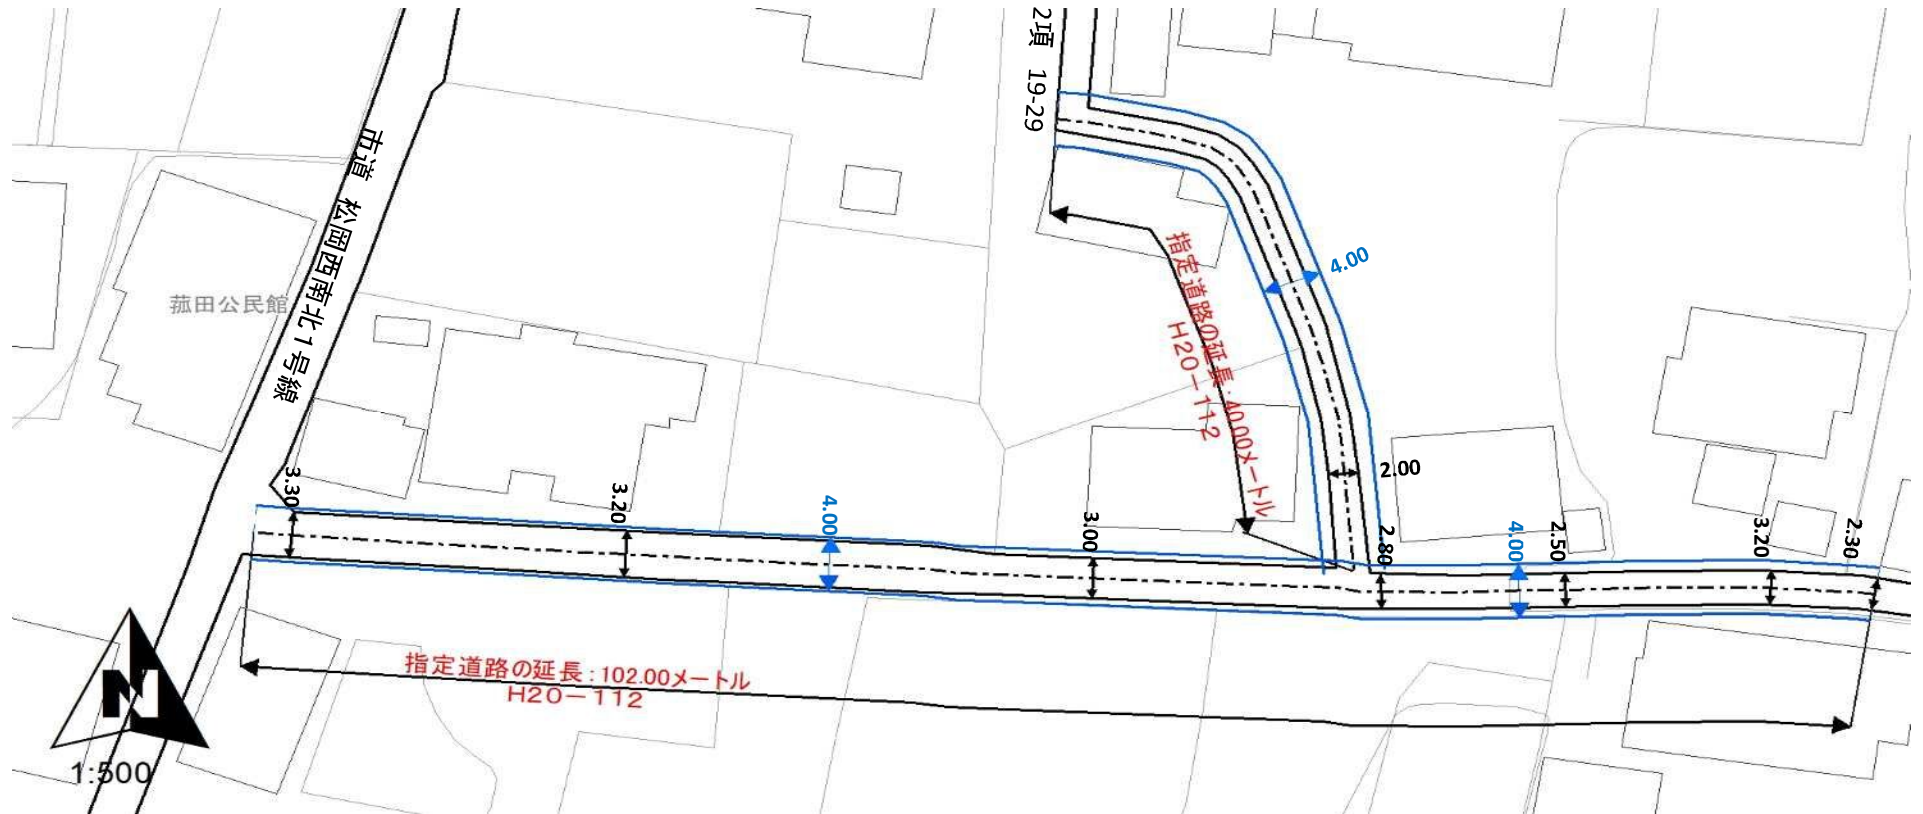 2項 19-29
市道 松岡西南北1号線
菰田公民館
4.00
指定道路の延長:40.00メートル
H20-112
2.00
3.30
3.20
4.00
3.00
2.80
4.00
2.50
3.20
2.30
指定道路の延長:102.00メートル
H20-112
N
1:500